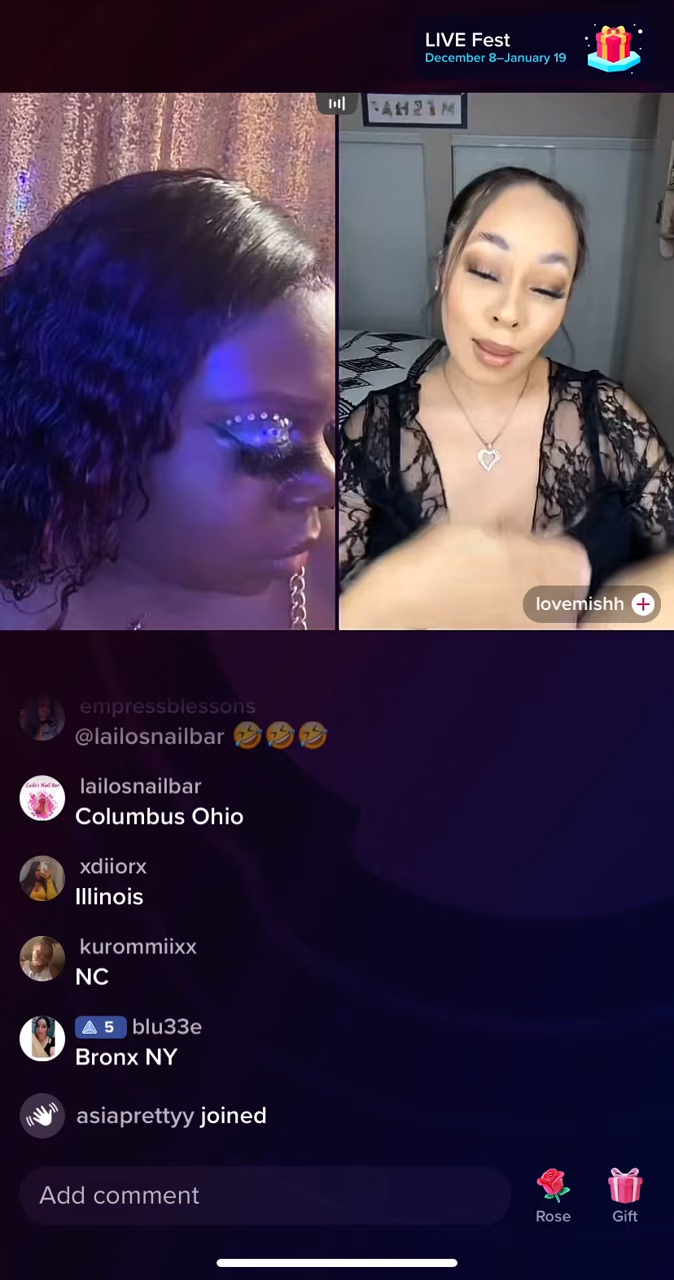 LIVE Fest
December 8–January 19
lovemishh
empressblessons
@lailosnailbar 🤣🤣🤣
lailosnailbar
Columbus Ohio
xdiiorx
Illinois
kurommiixx
NC
5 blu33e
Bronx NY
asiaprettyy joined
Add comment
Rose
Gift